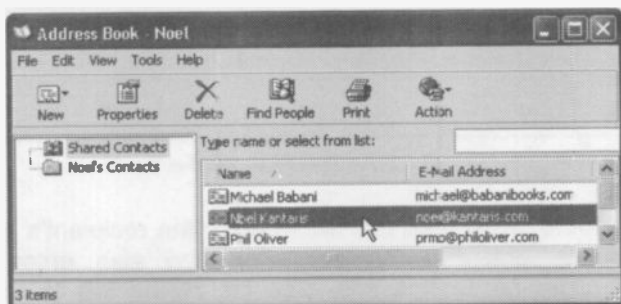 Address Book - Noel
File Edit View Tools Help
New Properties Delete Find People Print Action
Shared Contacts
Noel's Contacts
Type name or select from list:
Name E-Mail Address
Michael Babani michael@babanibooks.com
Noel Kantaris noel@kantaris.com
Phil Oliver prmo@philoliver.com
3 items